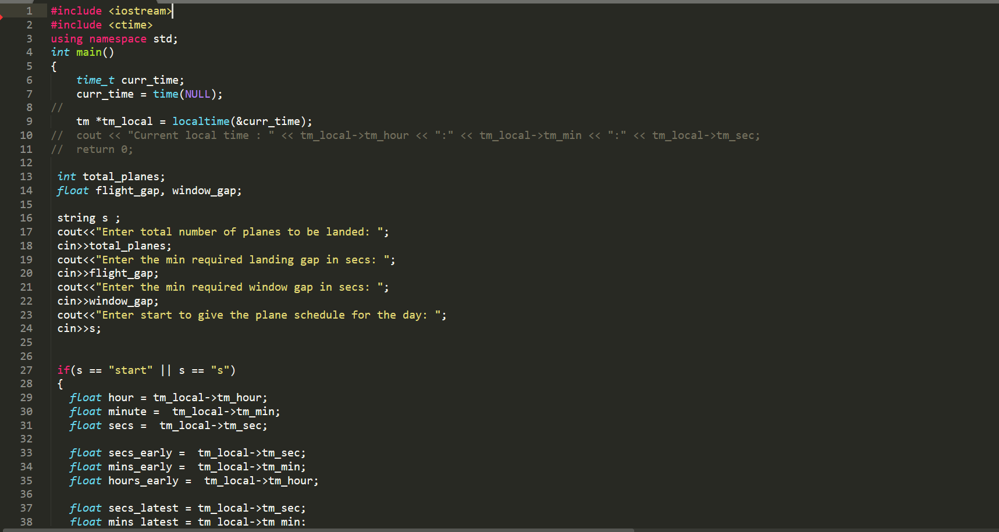 1 #include <iostream>
2 #include <ctime>
3 using namespace std;
4 int main()
5 {
6     time_t curr_time;
7     curr_time = time(NULL);
8 //
9     tm *tm_local = localtime(&curr_time);
10 //  cout << "Current local time : " << tm_local->tm_hour << ":" << tm_local->tm_min << ":" << tm_local->tm_sec;
11 //  return 0;
12
13  int total_planes;
14  float flight_gap, window_gap;
15
16  string s ;
17  cout<<"Enter total number of planes to be landed: ";
18  cin>>total_planes;
19  cout<<"Enter the min required landing gap in secs: ";
20  cin>>flight_gap;
21  cout<<"Enter the min required window gap in secs: ";
22  cin>>window_gap;
23  cout<<"Enter start to give the plane schedule for the day: ";
24  cin>>s;
25
26
27  if(s == "start" || s == "s")
28  {
29    float hour = tm_local->tm_hour;
30    float minute =  tm_local->tm_min;
31    float secs =  tm_local->tm_sec;
32
33    float secs_early =  tm_local->tm_sec;
34    float mins_early =  tm_local->tm_min;
35    float hours_early =  tm_local->tm_hour;
36
37    float secs_latest = tm_local->tm_sec;
38    float mins_latest = tm_local->tm_min;